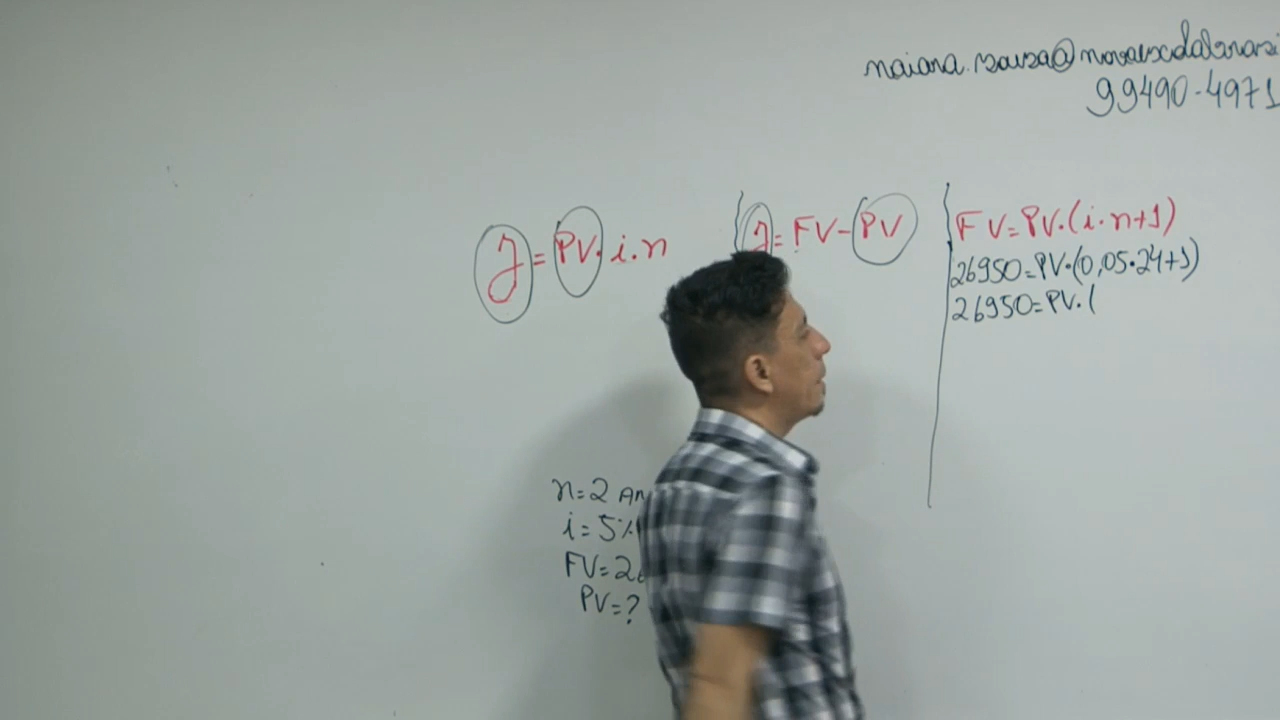 99490-4971
J = PV. i. n
J = FV - PV
FV = PV. (i. n + 1)
26950 = PV. (0,05 • 24 + 1)
26950 = PV. (
n = 2
i = 5%
FV = 2
PV = ?